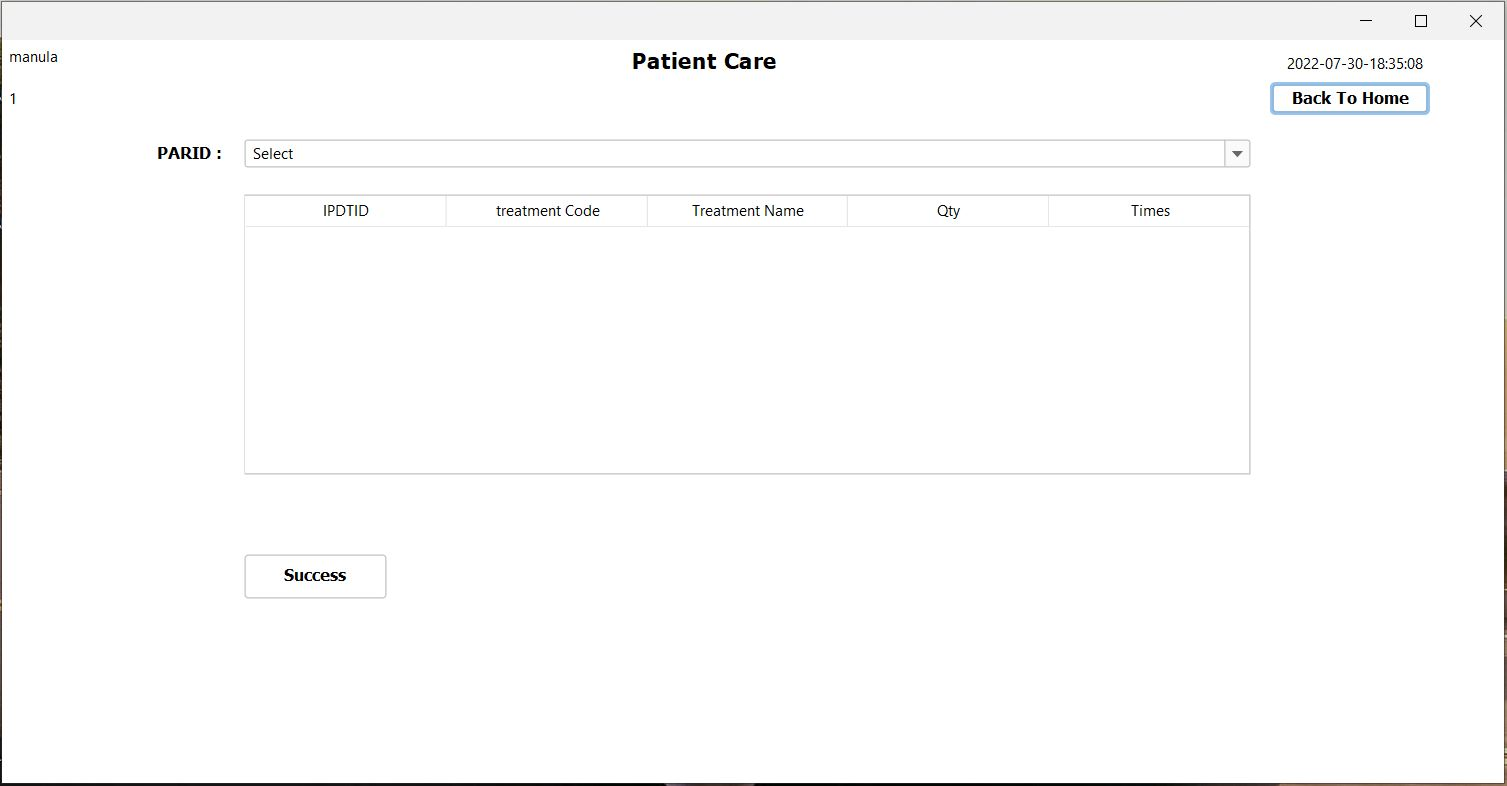 manula
Patient Care
2022-07-30-18:35:08
1
Back To Home
PARID :
Select
IPDTID treatment Code Treatment Name Qty Times
Success